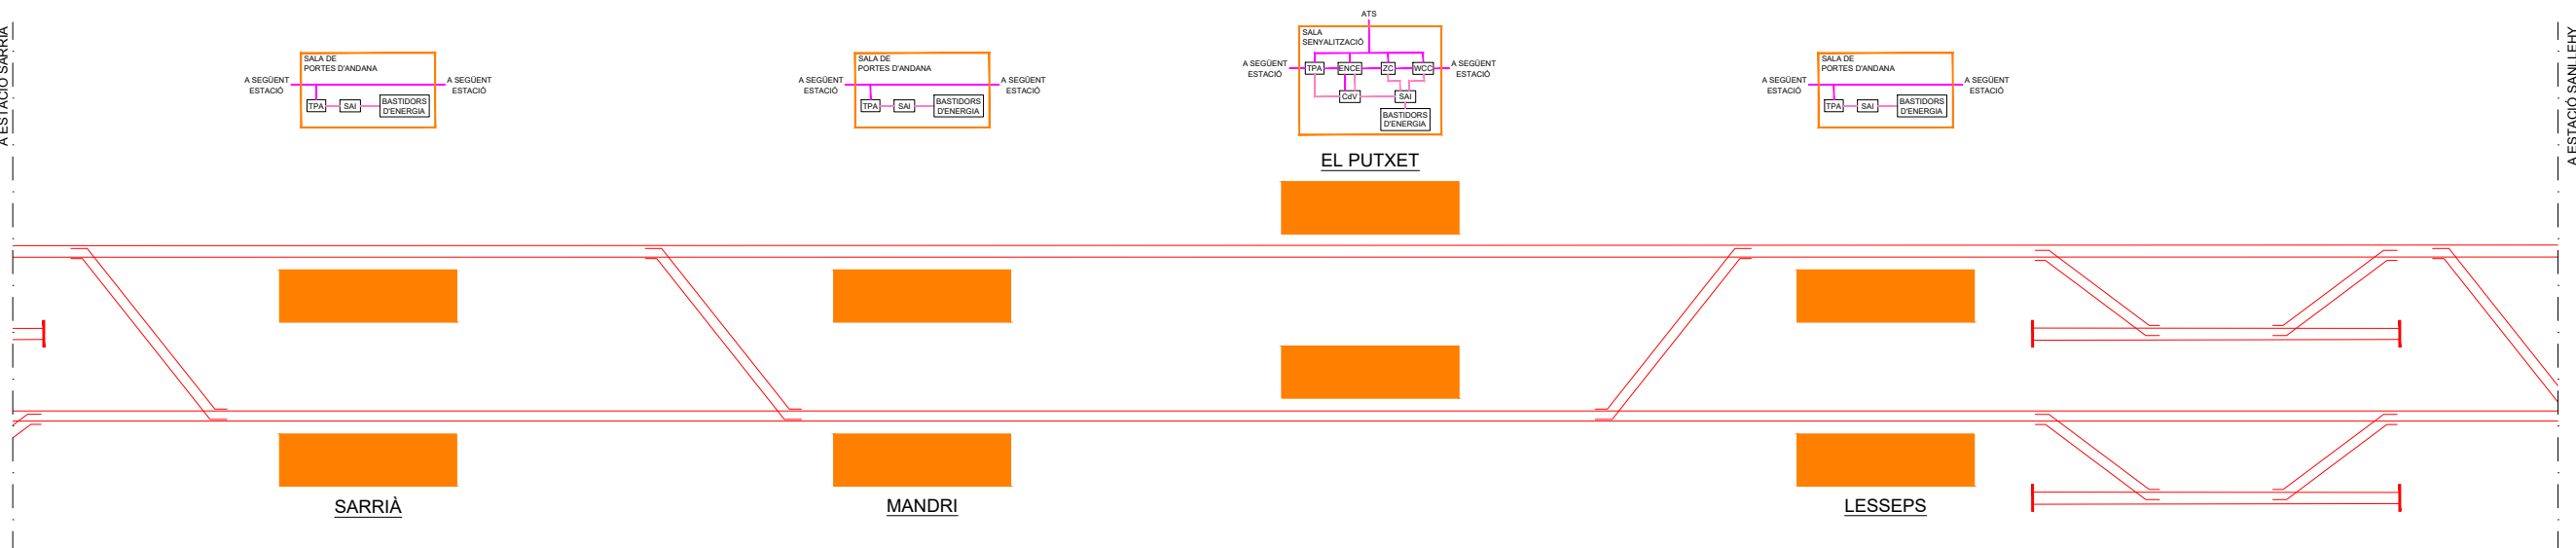 A ESTACIÓ SARRIÀ
SALA DE
PORTES D'ANDANA
A SEGÜENT
ESTACIÓ
A SEGÜENT
ESTACIÓ
TPA
SAI
BASTIDORS
D'ENERGIA
SALA DE
PORTES D'ANDANA
A SEGÜENT
ESTACIÓ
A SEGÜENT
ESTACIÓ
TPA
SAI
BASTIDORS
D'ENERGIA
ATS
SALA
SENYALITZACIÓ
A SEGÜENT
ESTACIÓ
TPA
ENCE
ZC
WCC
A SEGÜENT
ESTACIÓ
CdV
SAI
BASTIDORS
D'ENERGIA
EL PUTXET
SALA DE
PORTES D'ANDANA
A SEGÜENT
ESTACIÓ
A SEGÜENT
ESTACIÓ
TPA
SAI
BASTIDORS
D'ENERGIA
A ESTACIÓ SANLLEHY
SARRIÀ
MANDRI
LESSEPS